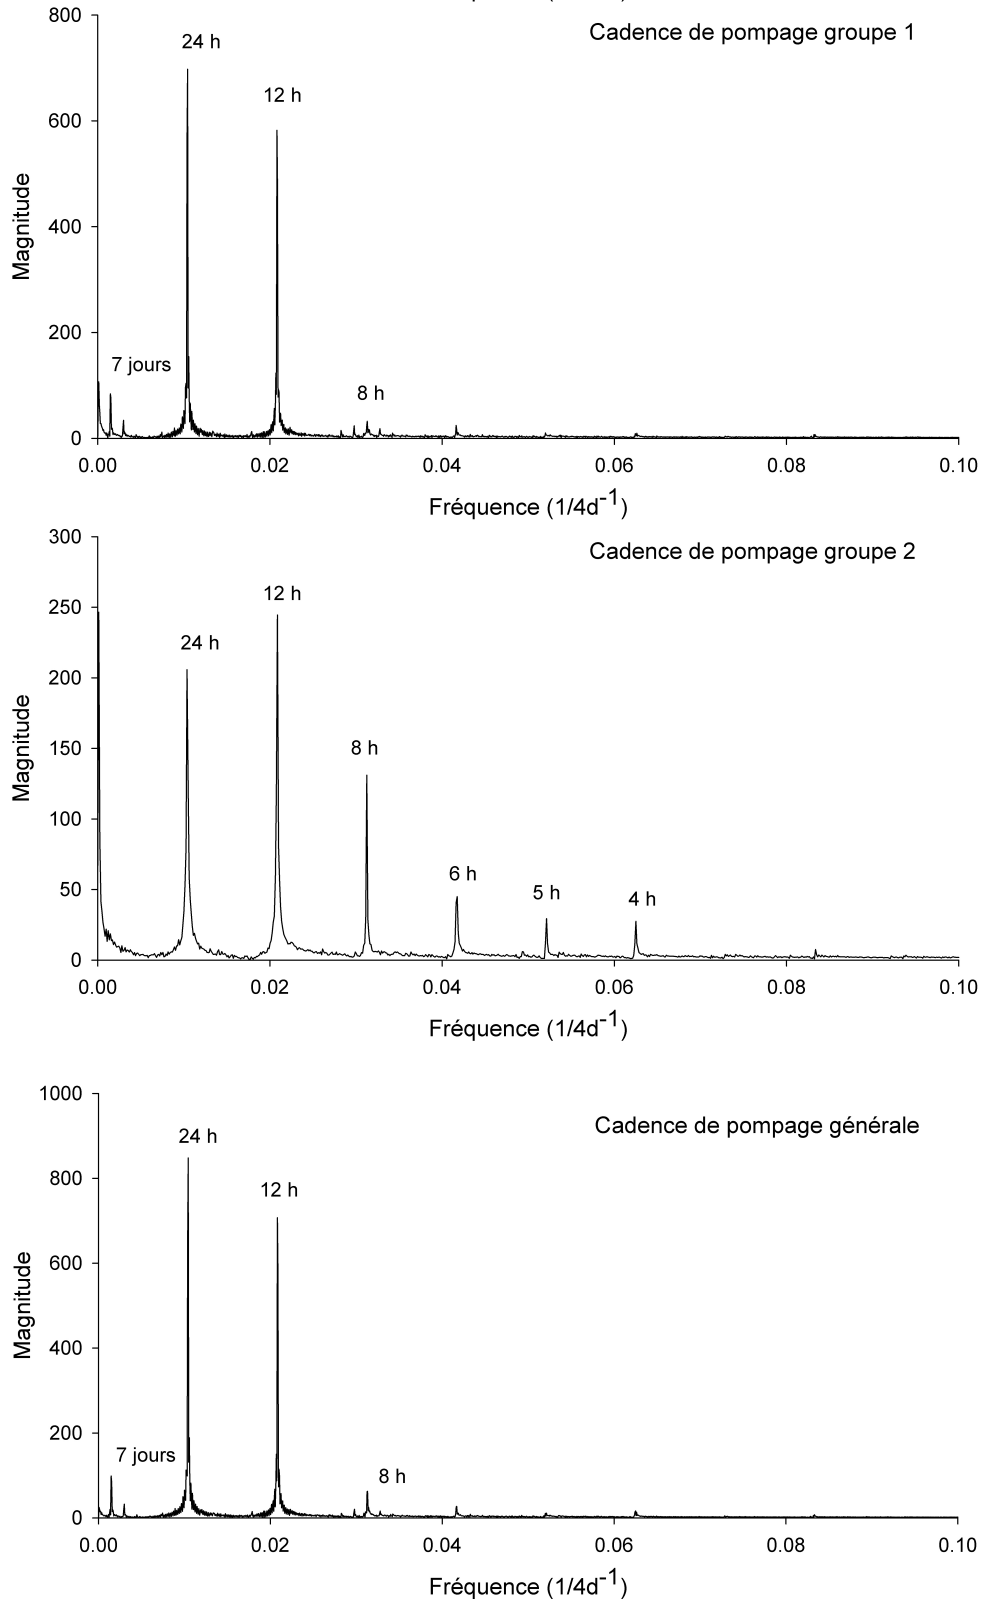 800
Cadence de pompage groupe 1
24 h
12 h
600
Magnitude
400
200
7 jours
8 h
0
0.00 0.02 0.04 0.06 0.08 0.10
Fréquence (1/4d-1)
300
Cadence de pompage groupe 2
12 h
250
24 h
200
Magnitude
8 h
150
100
6 h
5 h
4 h
50
0
0.00 0.02 0.04 0.06 0.08 0.10
Fréquence (1/4d-1)
1000
Cadence de pompage générale
24 h
800
12 h
600
Magnitude
400
200
7 jours
8 h
0
0.00 0.02 0.04 0.06 0.08 0.10
Fréquence (1/4d-1)